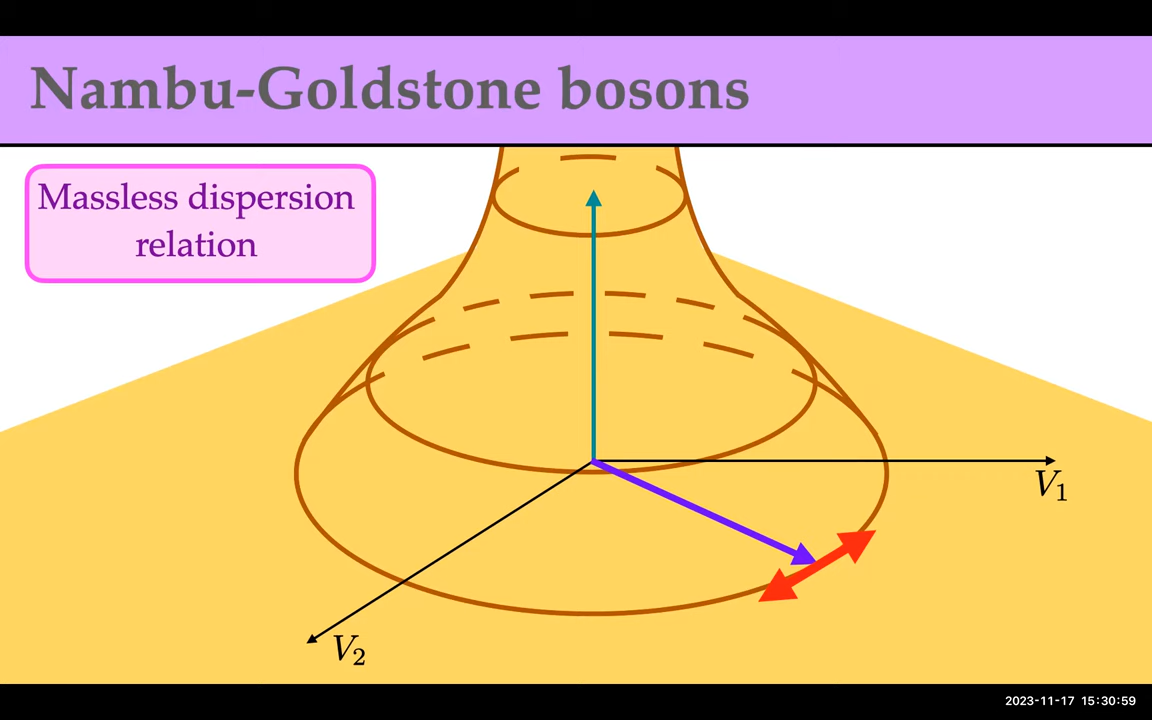 Nambu-Goldstone bosons
Massless dispersion
relation
V₁
V₂
2023-11-17 15:30:59